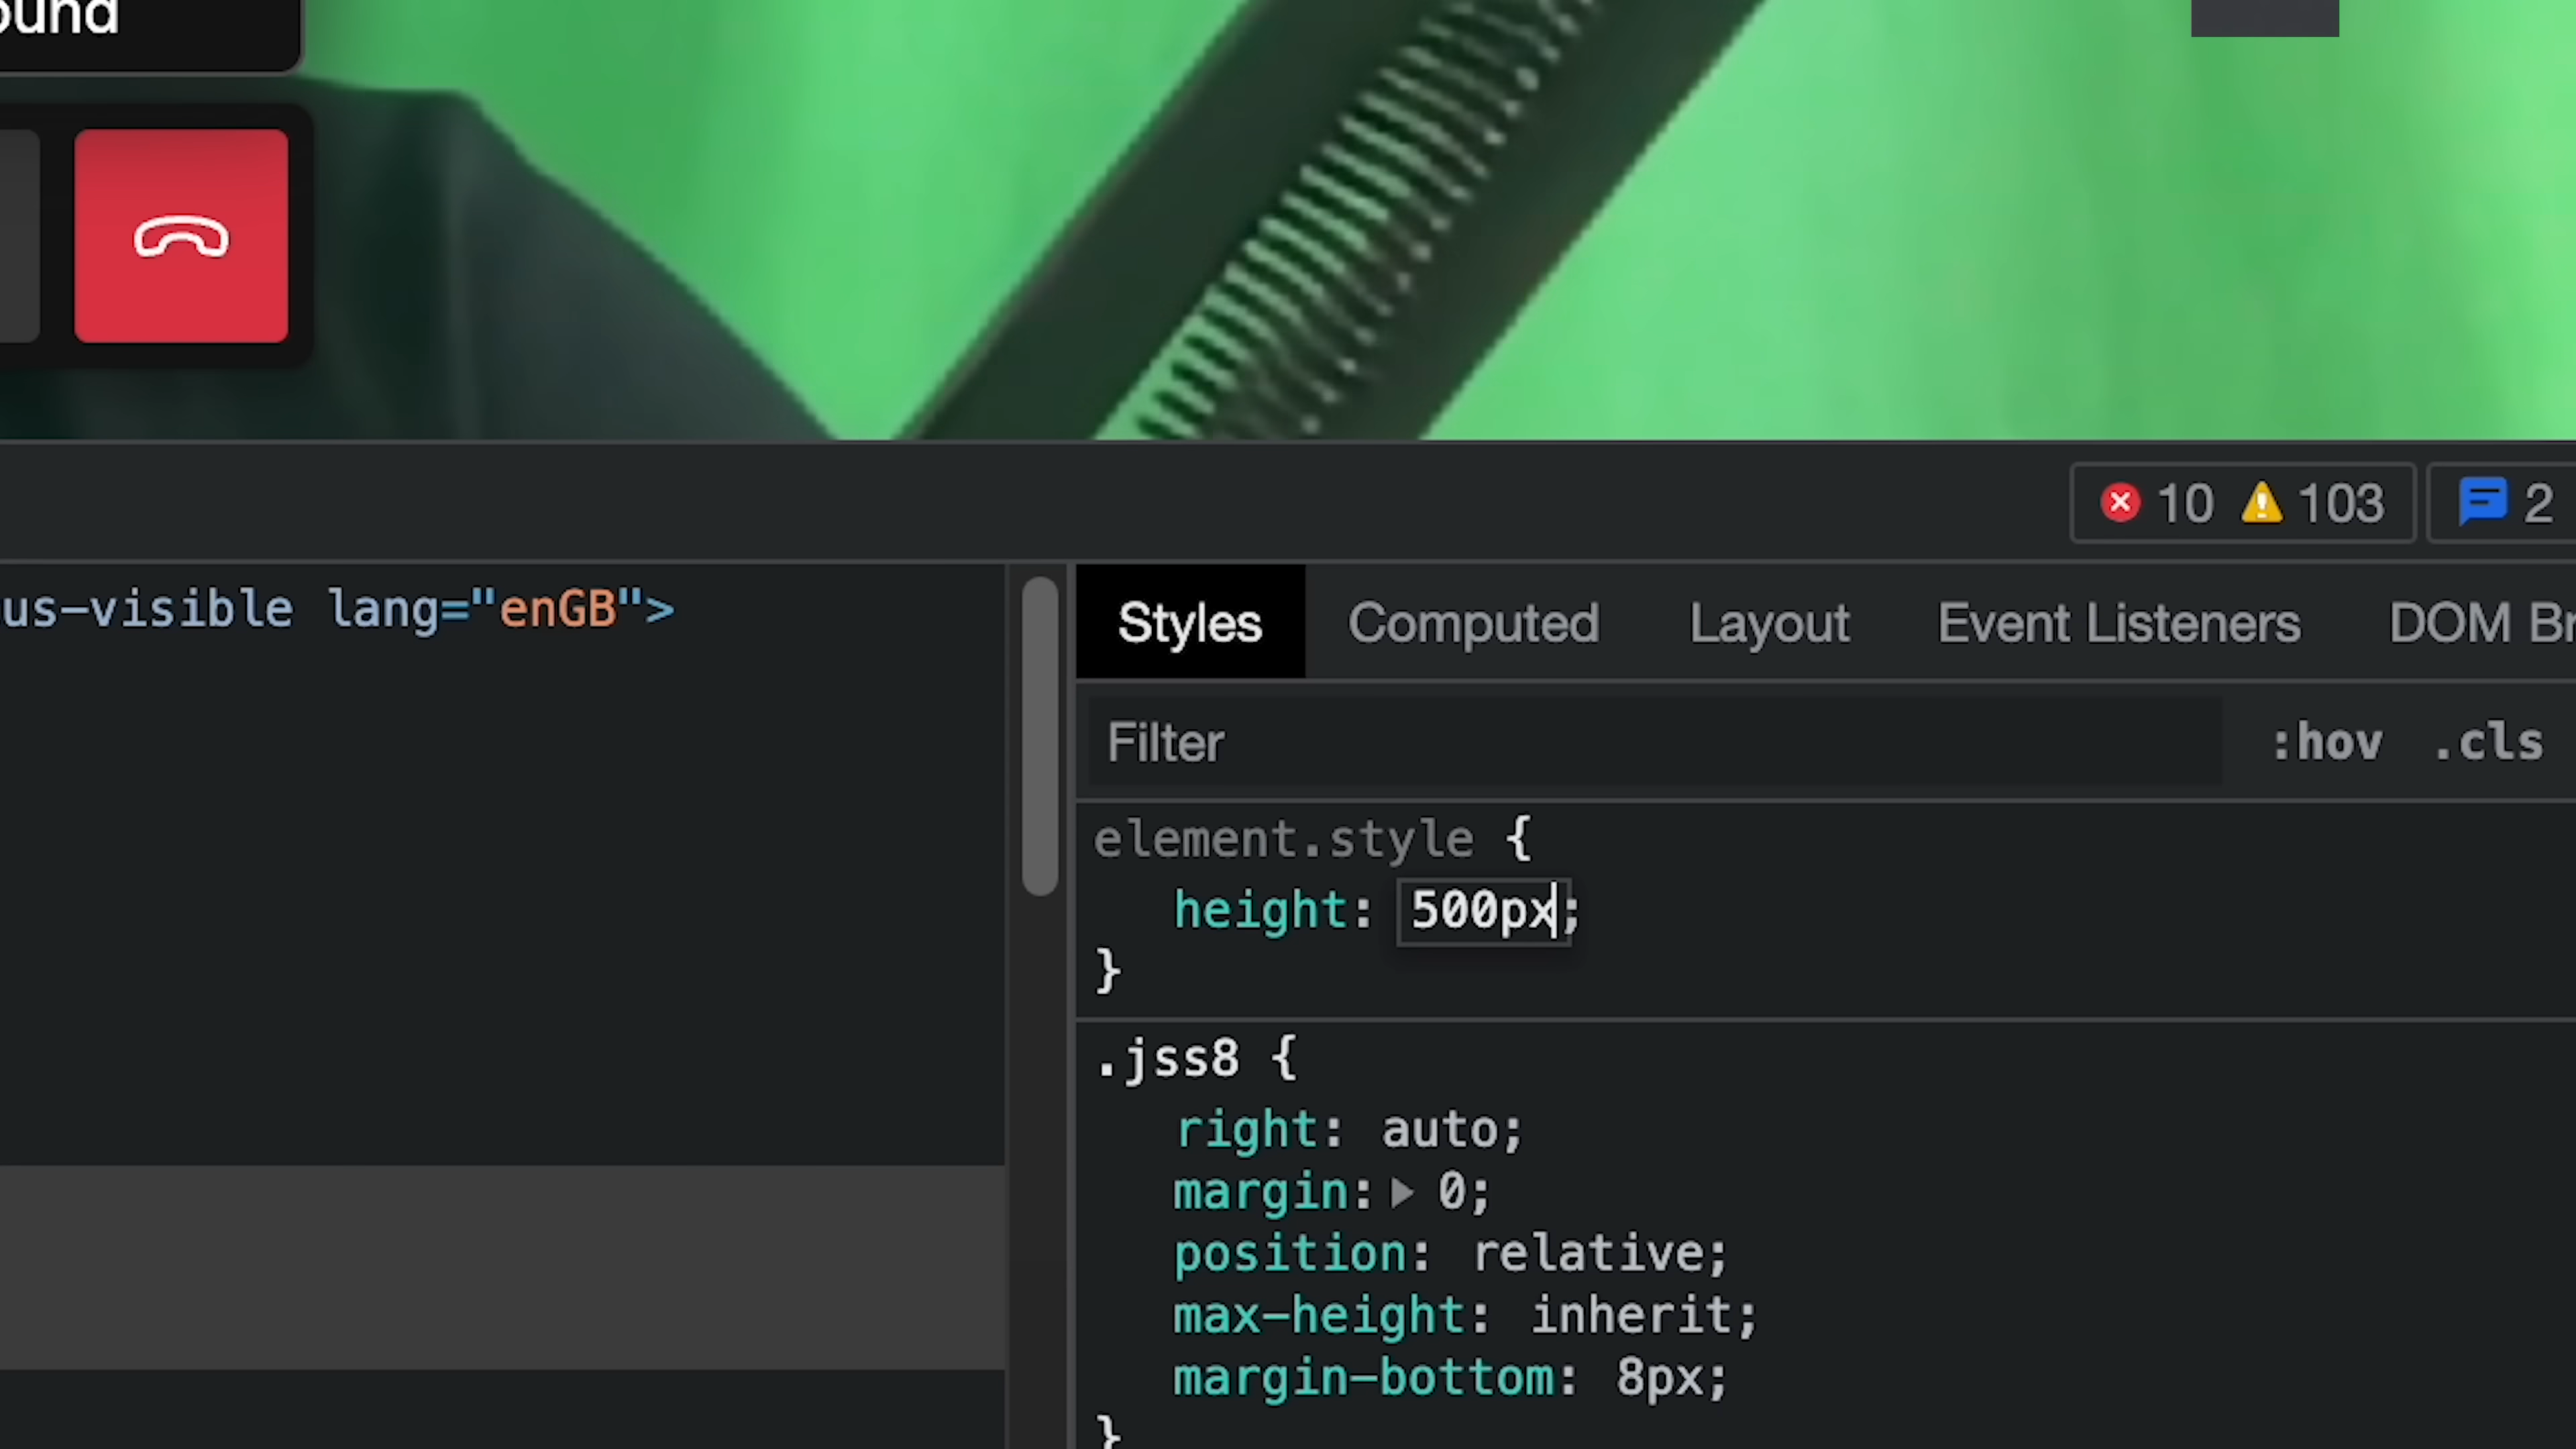 ound
10 103 2
us-visible lang="enGB">
Styles Computed Layout Event Listeners DOM Br
Filter :hov .cls
element.style {
height: 500px;
}
.jss8 {
right: auto;
margin: 0;
position: relative;
max-height: inherit;
margin-bottom: 8px;
}